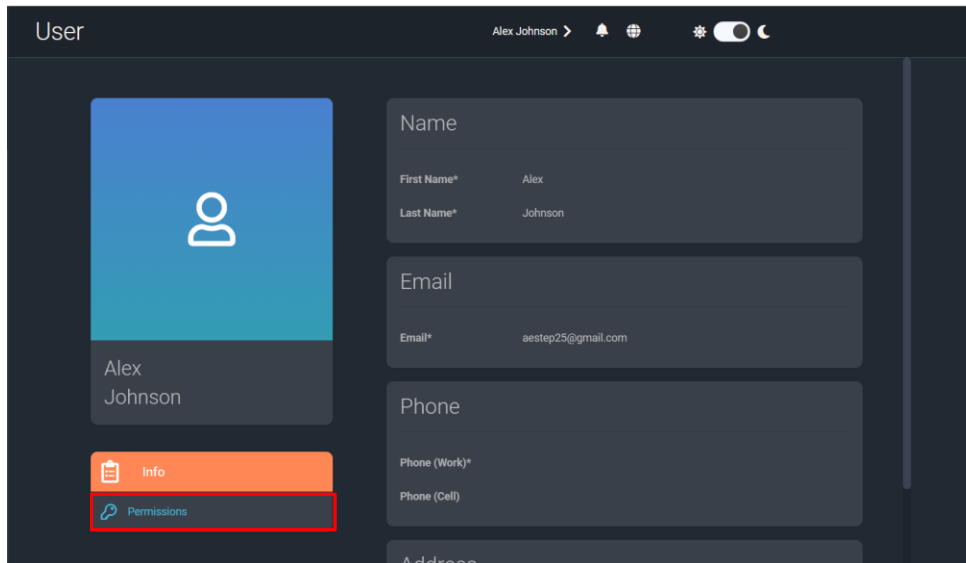 User
Alex Johnson
Alex
Johnson
Info
Permissions
Name
First Name* Alex
Last Name* Johnson
Email
Email* aestep25@gmail.com
Phone
Phone (Work)*
Phone (Cell)
Address